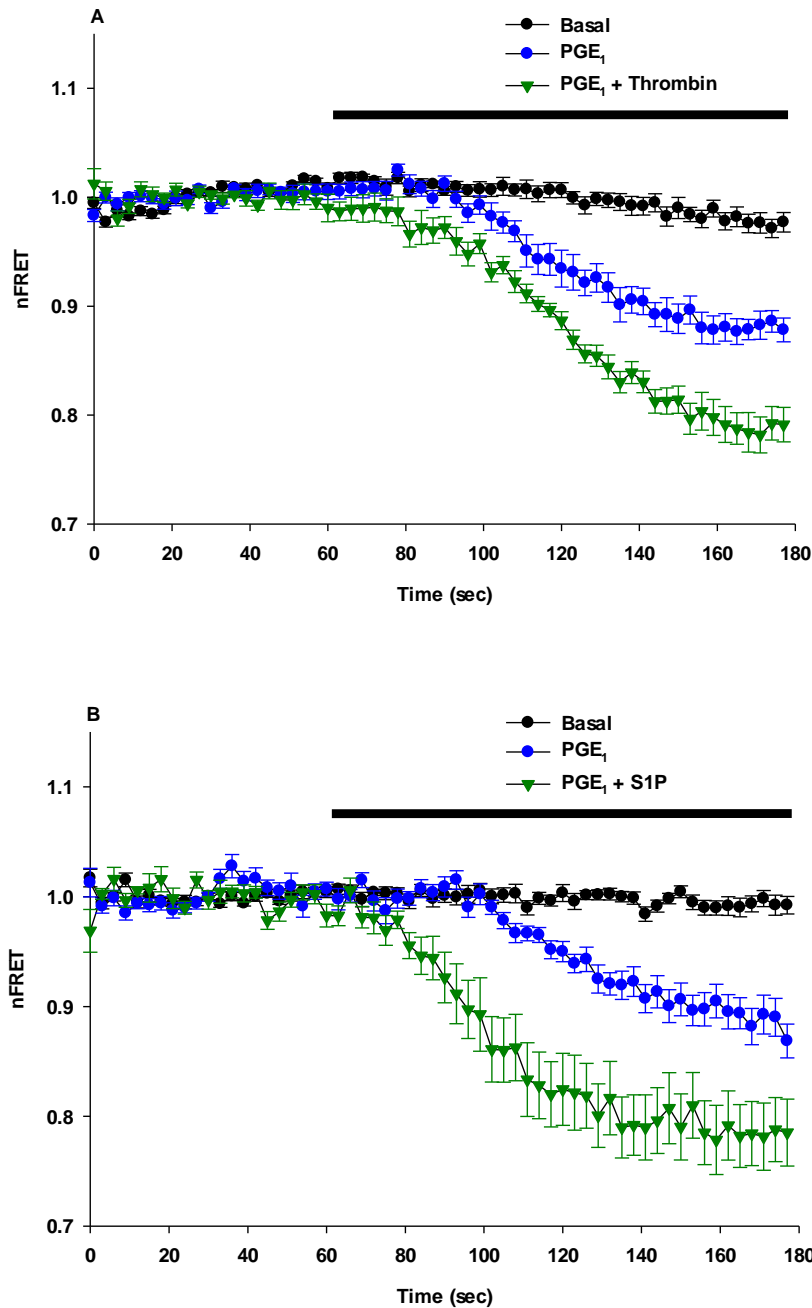 A
Basal
PGE₁
PGE₁ + Thrombin
1.1
1.0
0.9
0.8
0.7
nFRET
0 20 40 60 80 100 120 140 160 180
Time (sec)
B
Basal
PGE₁
PGE₁ + S1P
1.1
1.0
0.9
0.8
0.7
nFRET
0 20 40 60 80 100 120 140 160 180
Time (sec)